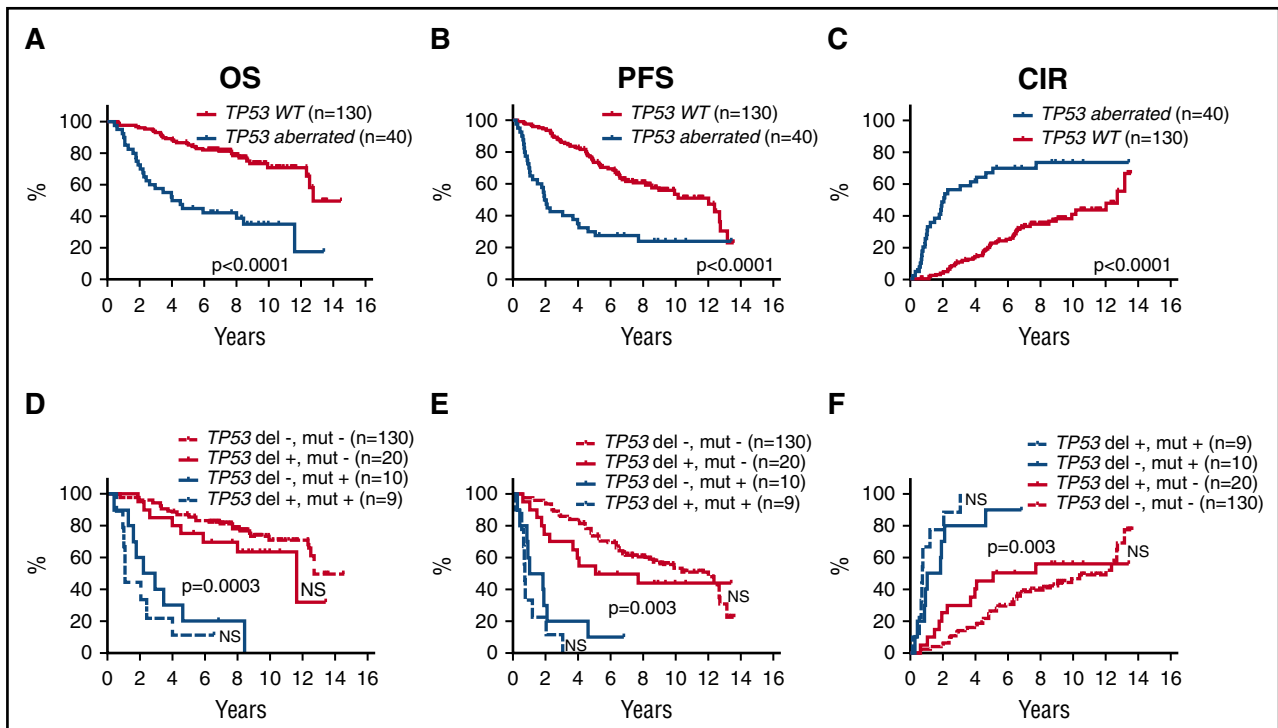 A
OS
TP53 WT (n=130)
TP53 aberrated (n=40)
100
80
60
40
20
0
%
p<0.0001
0 2 4 6 8 10 12 14 16
Years
B
PFS
TP53 WT (n=130)
TP53 aberrated (n=40)
100
80
60
40
20
0
%
p<0.0001
0 2 4 6 8 10 12 14 16
Years
C
CIR
TP53 aberrated (n=40)
TP53 WT (n=130)
100
80
60
40
20
0
%
p<0.0001
0 2 4 6 8 10 12 14 16
Years
D
TP53 del -, mut - (n=130)
TP53 del +, mut - (n=20)
TP53 del -, mut + (n=10)
TP53 del +, mut + (n=9)
100
80
60
40
20
0
%
p=0.0003
NS
NS
0 2 4 6 8 10 12 14 16
Years
E
TP53 del -, mut - (n=130)
TP53 del +, mut - (n=20)
TP53 del -, mut + (n=10)
TP53 del +, mut + (n=9)
100
80
60
40
20
0
%
p=0.003
NS
NS
0 2 4 6 8 10 12 14 16
Years
F
TP53 del +, mut + (n=9)
TP53 del -, mut + (n=10)
TP53 del +, mut - (n=20)
TP53 del -, mut - (n=130)
100
80
60
40
20
0
%
NS
p=0.003
NS
0 2 4 6 8 10 12 14 16
Years